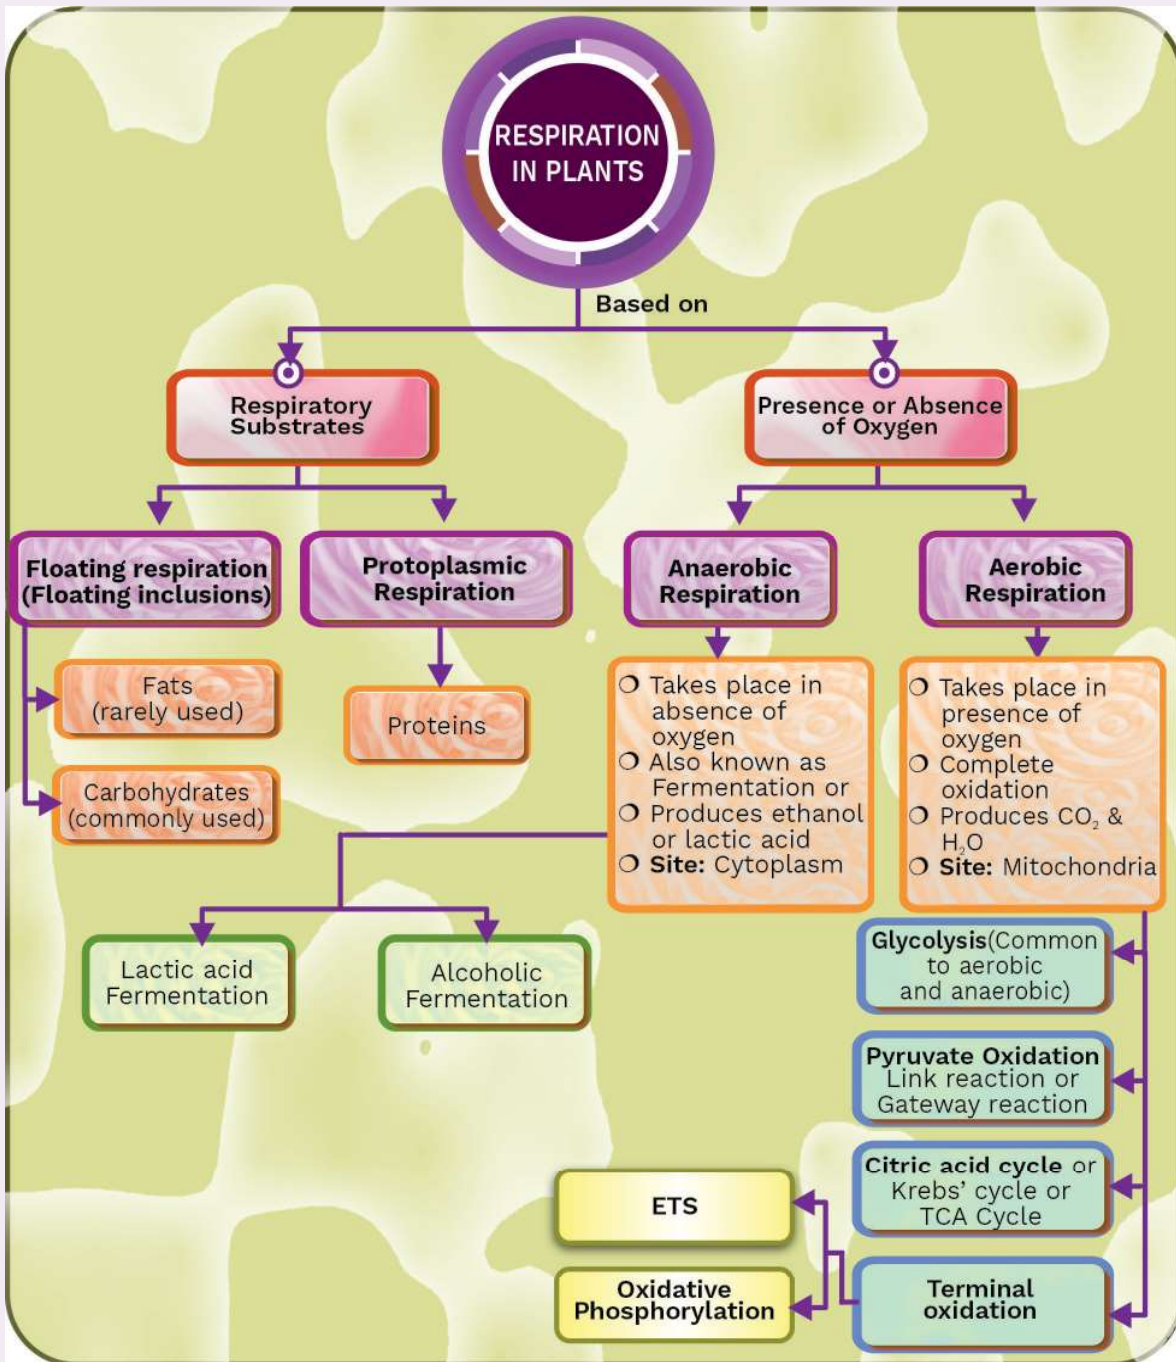 RESPIRATION
IN PLANTS
Based on
Respiratory
Substrates
Presence or Absence
of Oxygen
Floating respiration
(Floating inclusions)
Protoplasmic
Respiration
Anaerobic
Respiration
Aerobic
Respiration
Fats
(rarely used)
Carbohydrates
(commonly used)
Proteins
❍ Takes place in
absence of
oxygen
❍ Also known as
Fermentation or
❍ Produces ethanol
or lactic acid
❍ Site: Cytoplasm
❍ Takes place in
presence of
oxygen
❍ Complete
oxidation
❍ Produces CO₂ &
H₂O
❍ Site: Mitochondria
Lactic acid
Fermentation
Alcoholic
Fermentation
Glycolysis(Common
to aerobic
and anaerobic)
Pyruvate Oxidation
Link reaction or
Gateway reaction
Citric acid cycle or
Krebs' cycle or
TCA Cycle
Terminal
oxidation
ETS
Oxidative
Phosphorylation